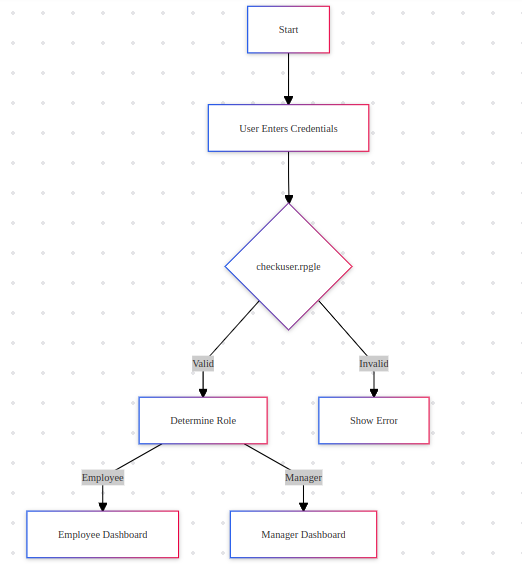 Start
User Enters Credentials
checkuser.rpgle
Valid
Invalid
Determine Role
Show Error
Employee
Manager
Employee Dashboard
Manager Dashboard